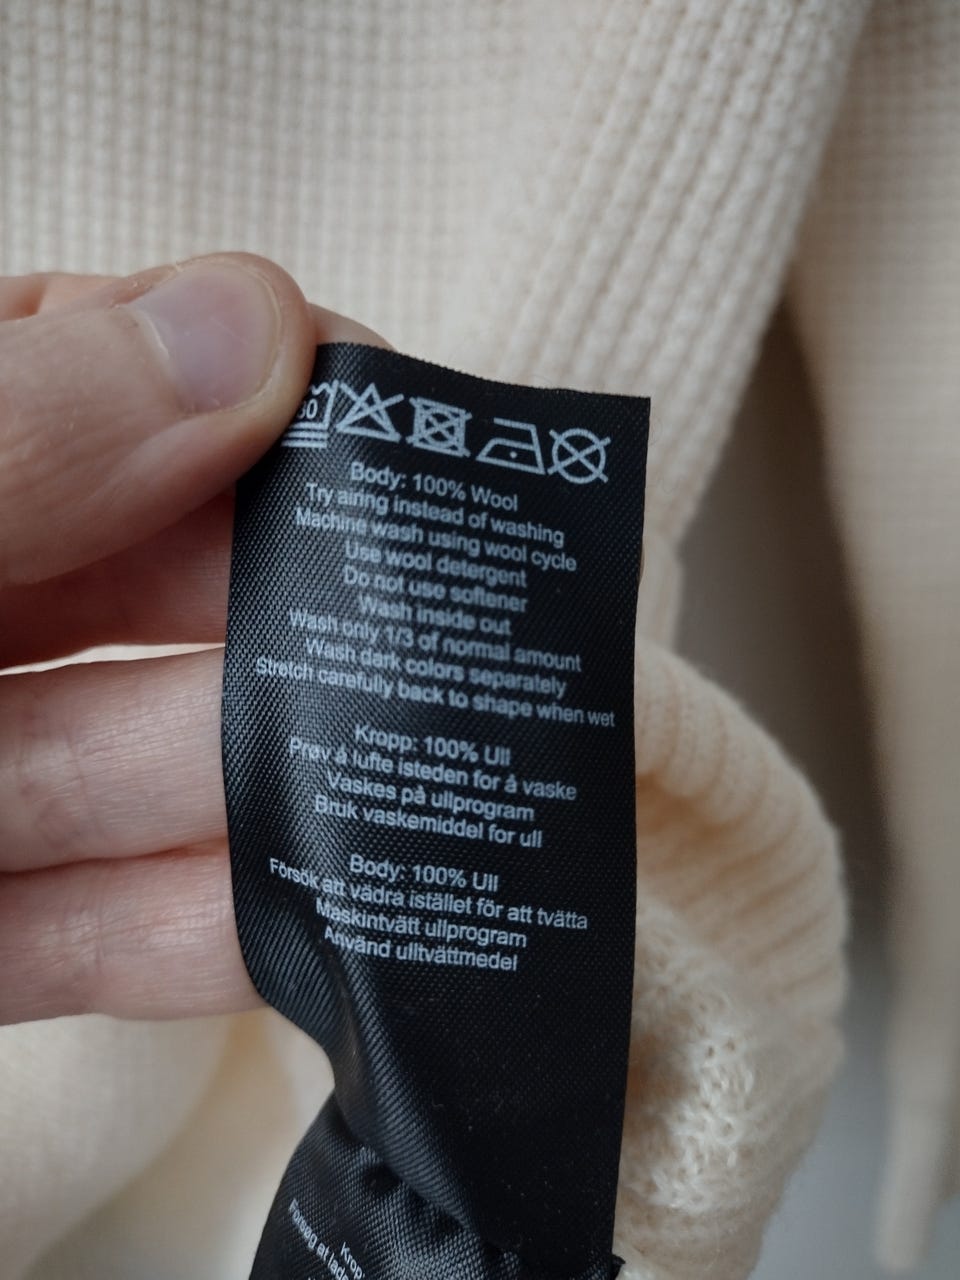 30
Body: 100% Wool
Try airing instead of washing
Machine wash using wool cycle
Use wool detergent
Do not use softener
Wash inside out
Wash only 1/3 of normal amount
Wash dark colors separately
Stretch carefully back to shape when wet
Kropp: 100% Ull
Prøv å lufte isteden for å vaske
Vaskes på ullprogram
Bruk vaskemiddel for ull
Body: 100% Ull
Försök att vädra istället för att tvätta
Maskintvätt ullprogram
Använd ulltvättmedel
Krop: